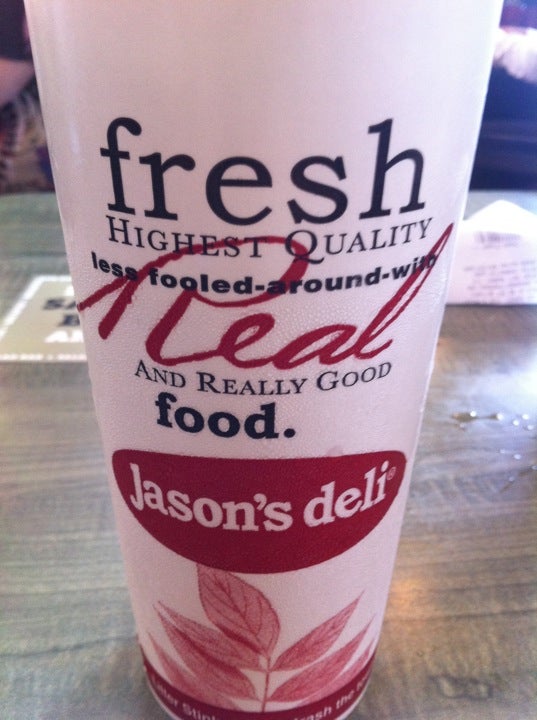 fresh
HIGHEST QUALITY
less fooled-around-with
Real
AND REALLY GOOD
food.
Jason's deli®